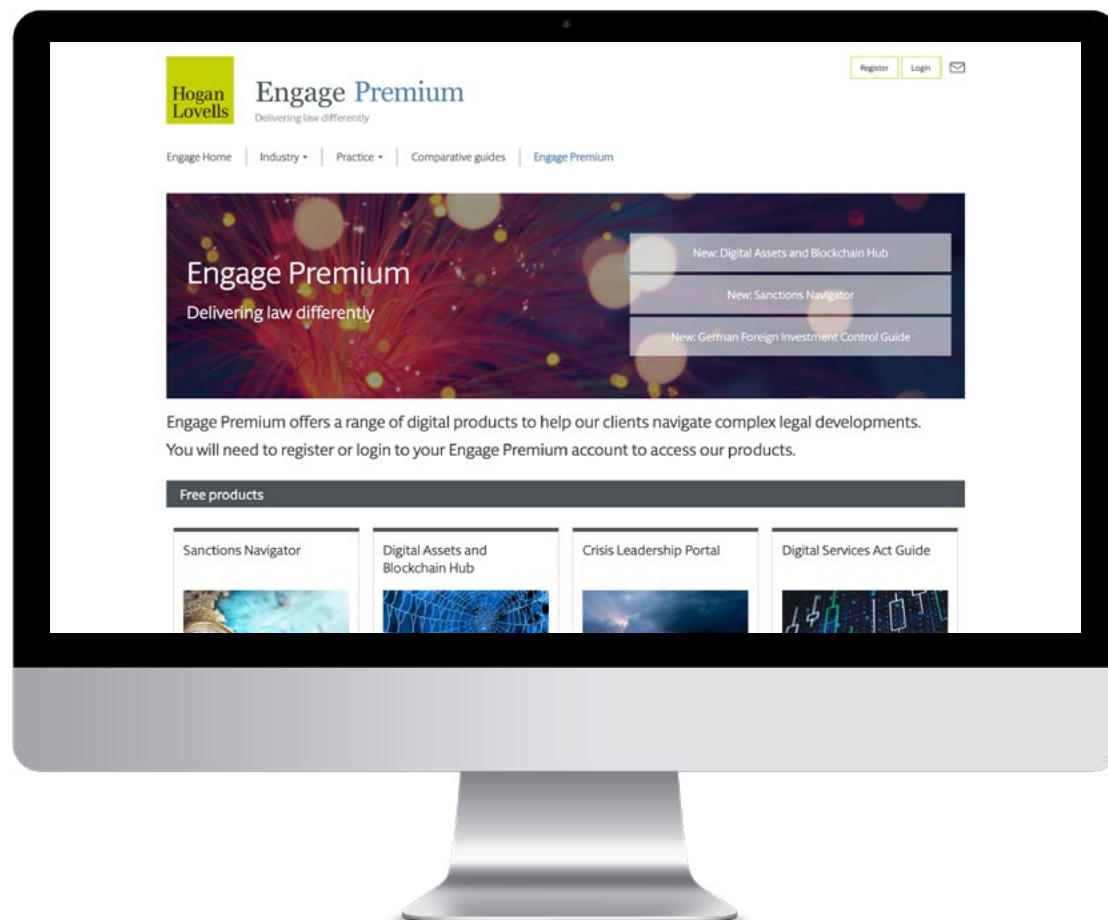 Hogan
Lovells
Engage Premium
Delivering law differently
Register
Login
Engage Home
Industry
Practice
Comparative guides
Engage Premium
Engage Premium
Delivering law differently
New: Digital Assets and Blockchain Hub
New: Sanctions Navigator
New: German Foreign Investment Control Guide
Engage Premium offers a range of digital products to help our clients navigate complex legal developments.
You will need to register or login to your Engage Premium account to access our products.
Free products
Sanctions Navigator
Digital Assets and
Blockchain Hub
Crisis Leadership Portal
Digital Services Act Guide